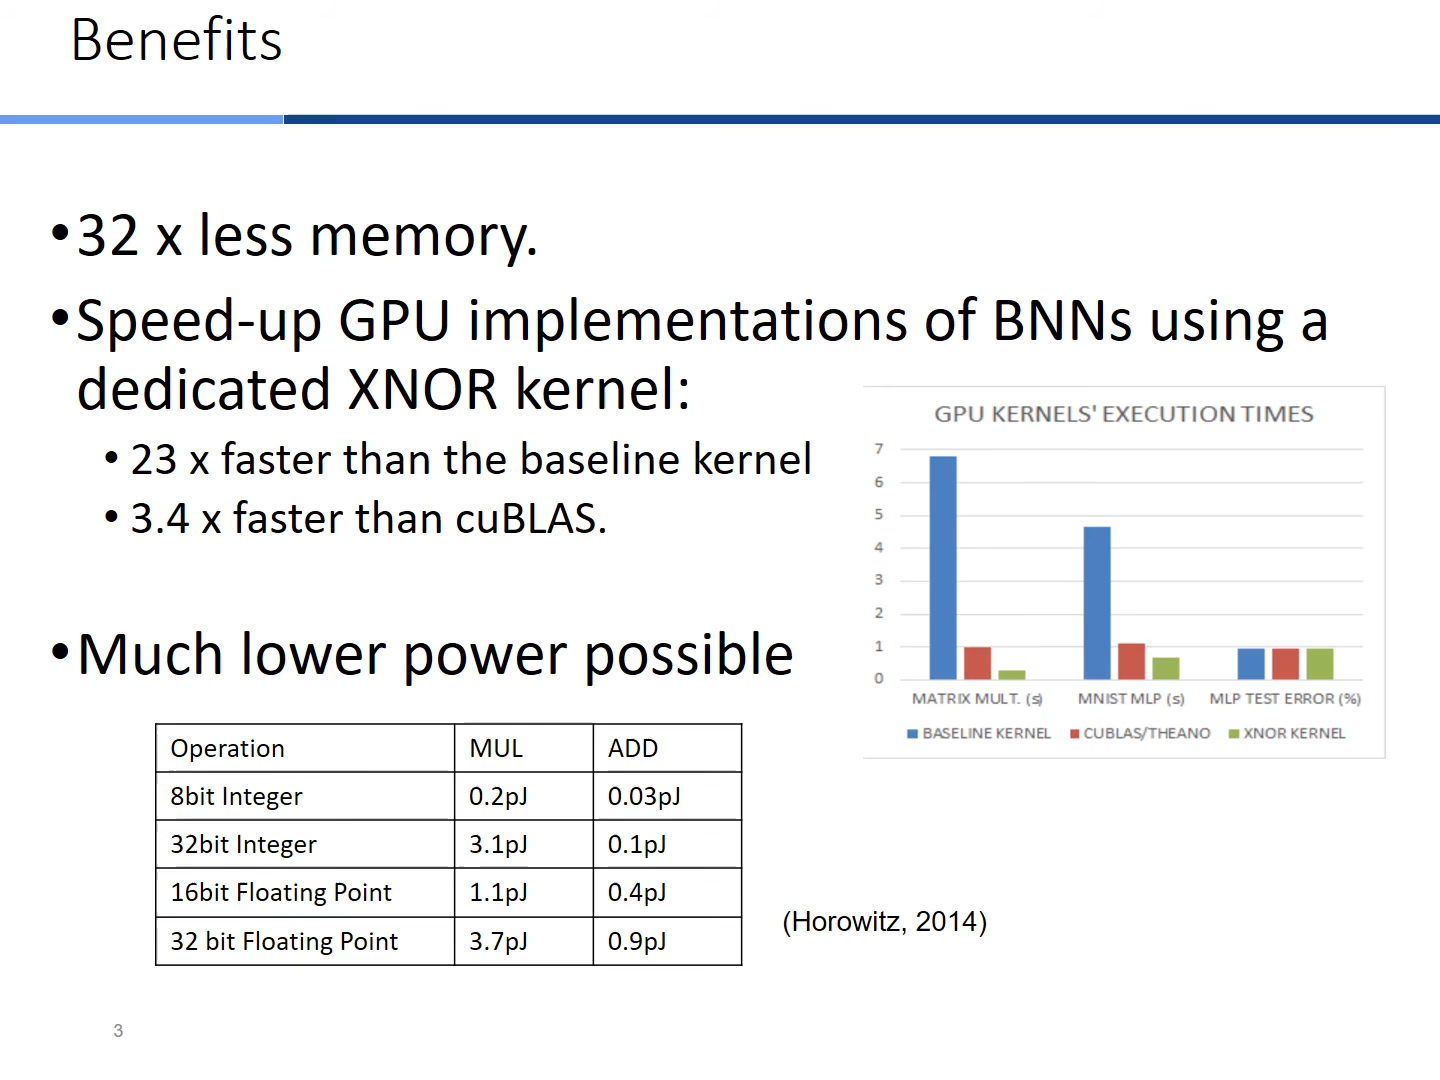 Benefits
•32 x less memory.
•Speed-up GPU implementations of BNNs using a
dedicated XNOR kernel:
• 23 x faster than the baseline kernel
• 3.4 x faster than cuBLAS.
•Much lower power possible
GPU KERNELS' EXECUTION TIMES
7
6
5
4
3
2
1
0
MATRIX MULT. (s) MNIST MLP (s) MLP TEST ERROR (%)
BASELINE KERNEL CUBLAS/THEANO XNOR KERNEL
Operation MUL ADD
8bit Integer 0.2pJ 0.03pJ
32bit Integer 3.1pJ 0.1pJ
16bit Floating Point 1.1pJ 0.4pJ
32 bit Floating Point 3.7pJ 0.9pJ
(Horowitz, 2014)
3